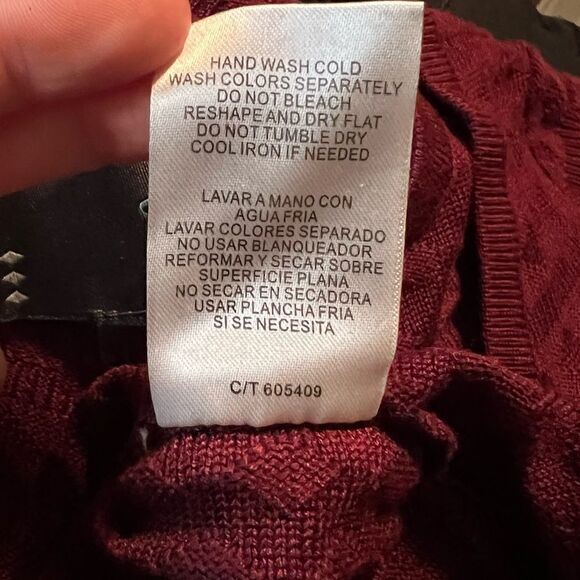 HAND WASH COLD
WASH COLORS SEPARATELY
DO NOT BLEACH
RESHAPE AND DRY FLAT
DO NOT TUMBLE DRY
COOL IRON IF NEEDED
LAVAR A MANO CON
AGUA FRIA
LAVAR COLORES SEPARADO
NO USAR BLANQUEADOR
REFORMAR Y SECAR SOBRE
SUPERFICIE PLANA
NO SECAR EN SECADORA
USAR PLANCHA FRIA
SI SE NECESITA
C/T 605409